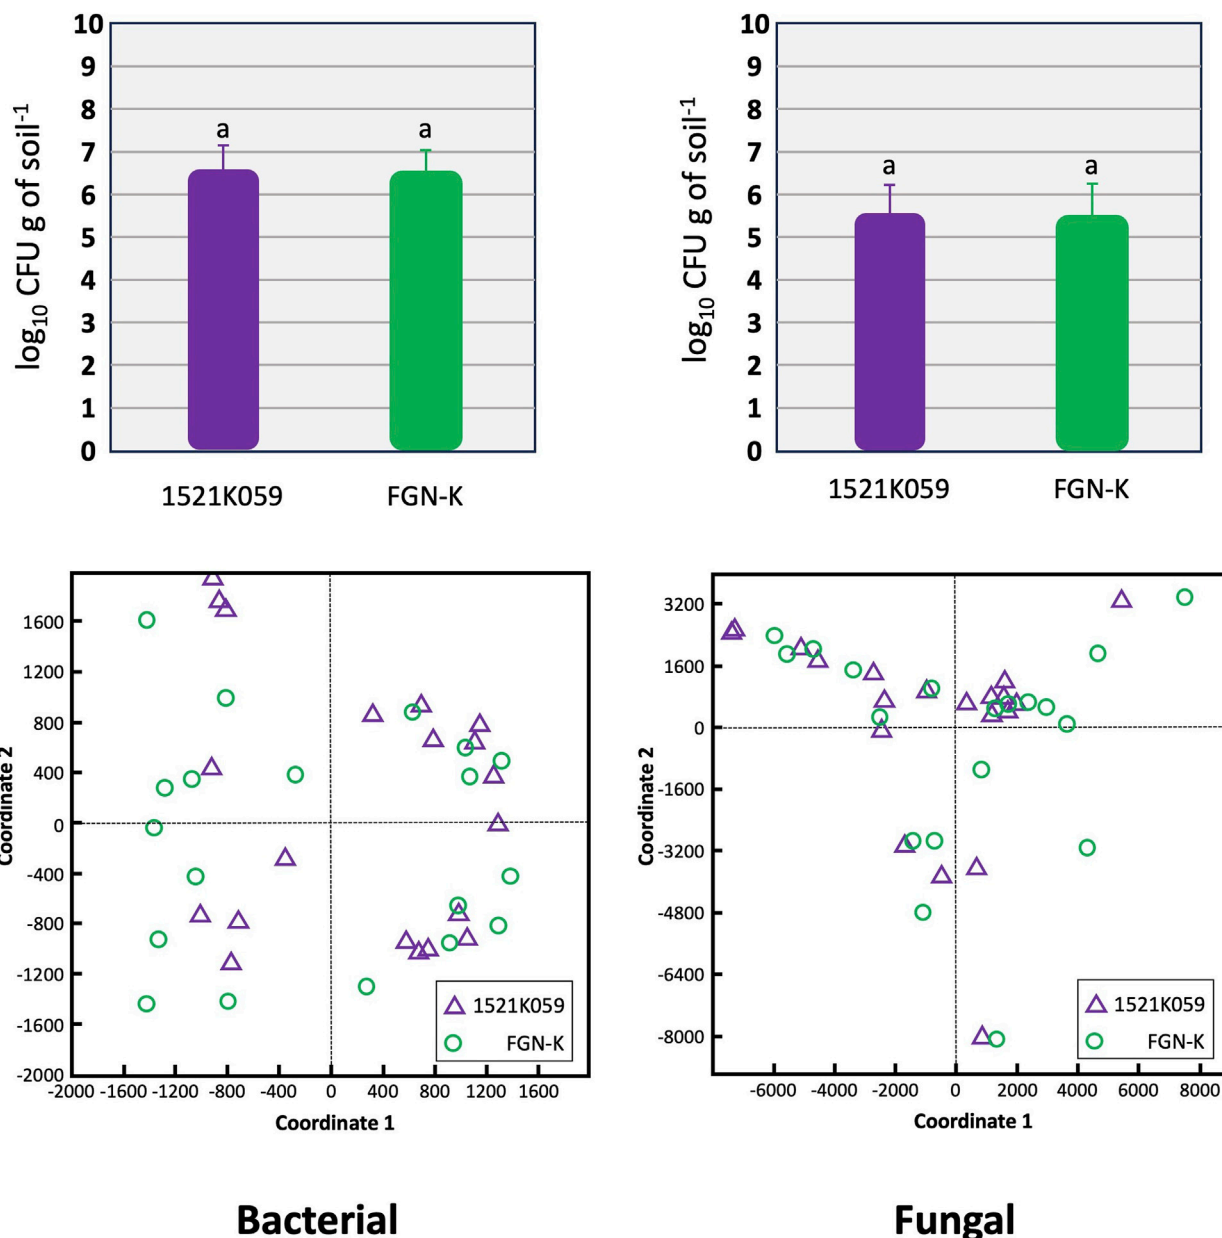 10
9
8
7
6
5
4
3
2
1
0
log10 CFU g of soil-1
a
a
1521K059
FGN-K
10
9
8
7
6
5
4
3
2
1
0
log10 CFU g of soil-1
a
a
1521K059
FGN-K
1600
1200
800
400
0
-400
-800
-1200
-1600
-2000
Coordinate 2
-2000 -1600 -1200 -800 -400 0 400 800 1200 1600
Coordinate 1
1521K059
FGN-K
3200
1600
0
-1600
-3200
-4800
-6400
-8000
Coordinate 2
-6000 -4000 -2000 0 2000 4000 6000 8000
Coordinate 1
1521K059
FGN-K
Bacterial
Fungal